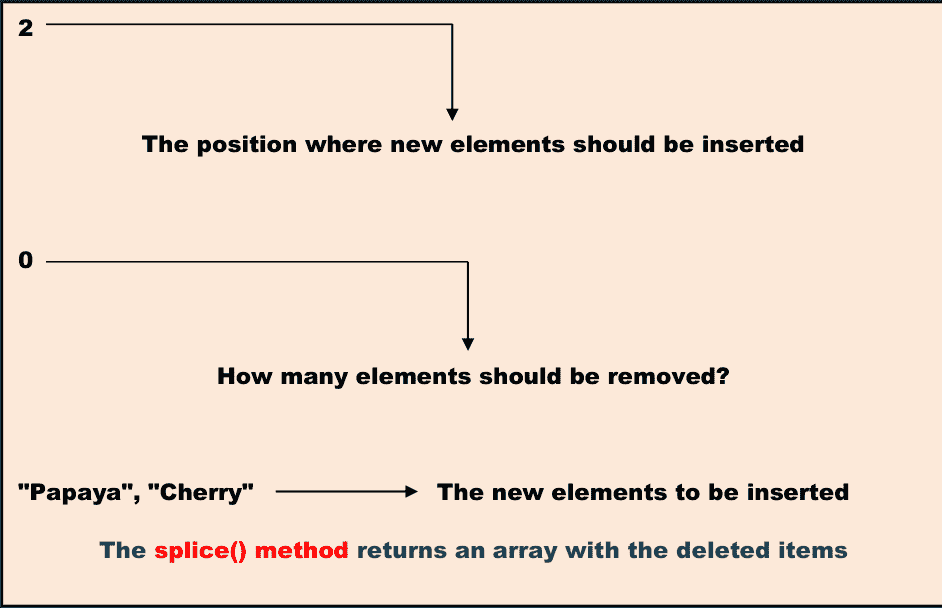 2
The position where new elements should be inserted
0
How many elements should be removed?
"Papaya", "Cherry" The new elements to be inserted
The splice() method returns an array with the deleted items